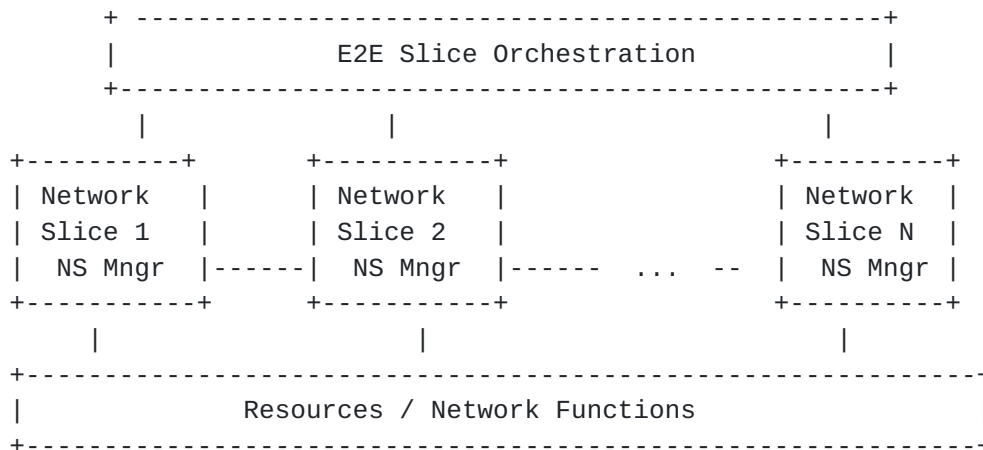 E2E Slice Orchestration
Network Network Network
Slice 1 Slice 2 Slice N
NS Mngr NS Mngr ... NS Mngr
Resources / Network Functions